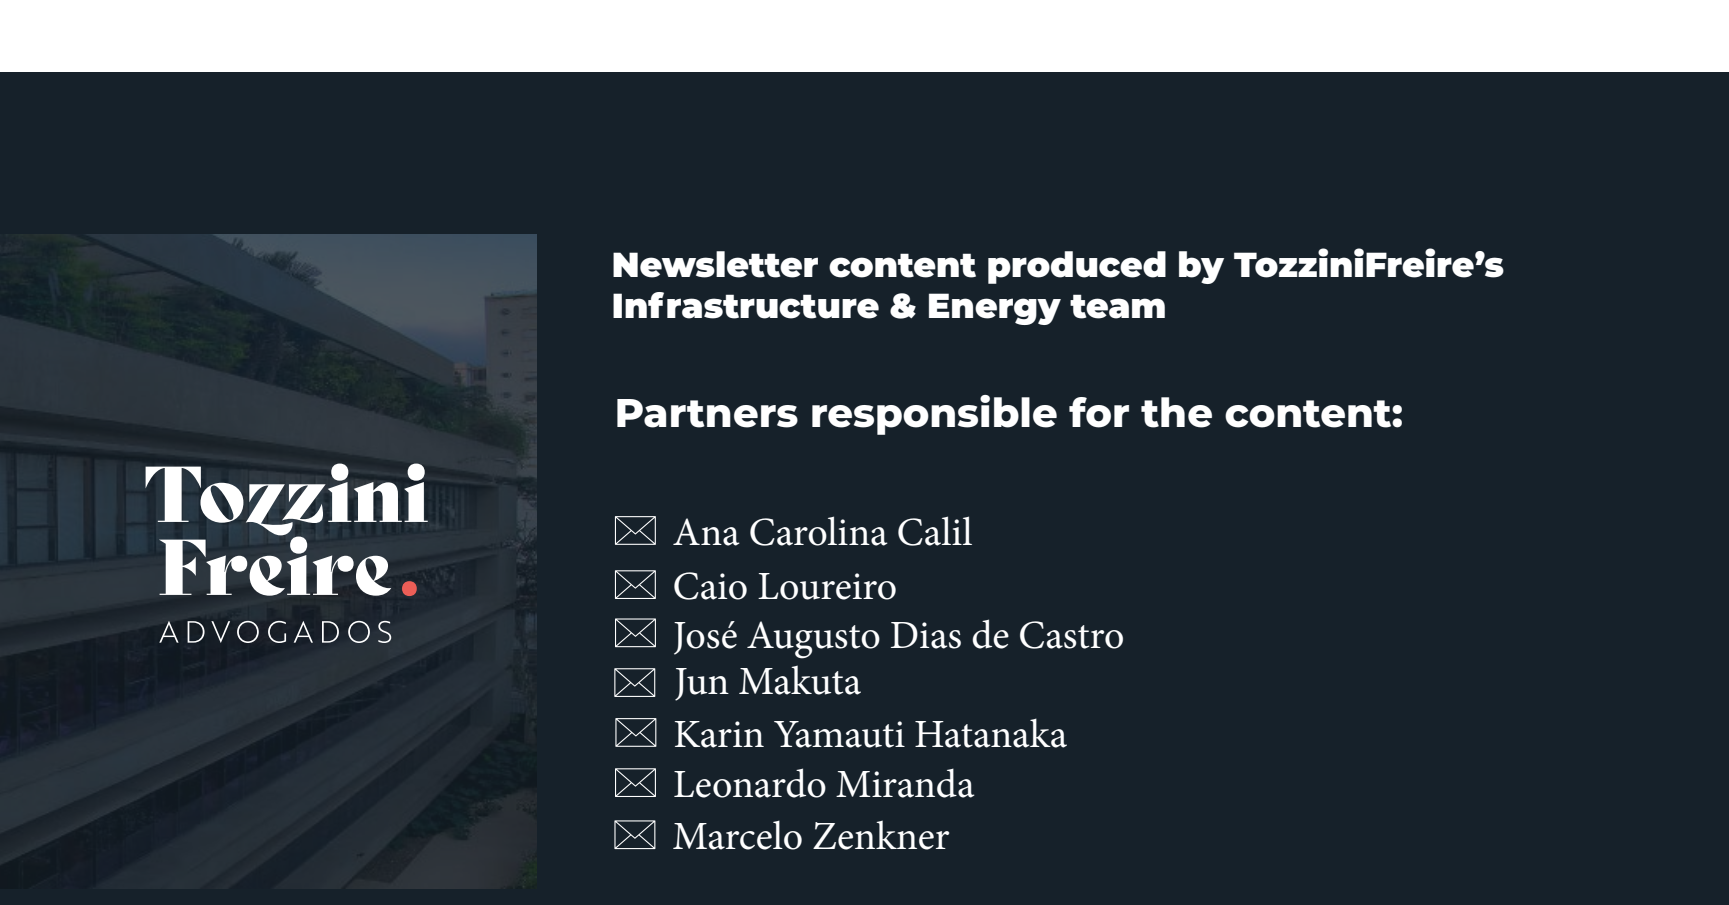 Newsletter content produced by TozziniFreire’s
Infrastructure & Energy team
Partners responsible for the content:
Tozzini
Freire.
ADVOGADOS
Ana Carolina Calil
Caio Loureiro
José Augusto Dias de Castro
Jun Makuta
Karin Yamauti Hatanaka
Leonardo Miranda
Marcelo Zenkner